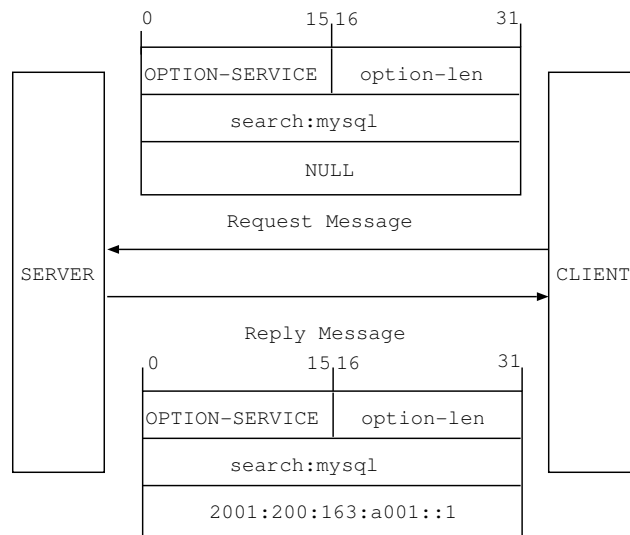 0 15 16 31
OPTION-SERVICE option-len
search:mysql
NULL
Request Message
SERVER CLIENT
Reply Message
0 15 16 31
OPTION-SERVICE option-len
search:mysql
2001:200:163:a001::1